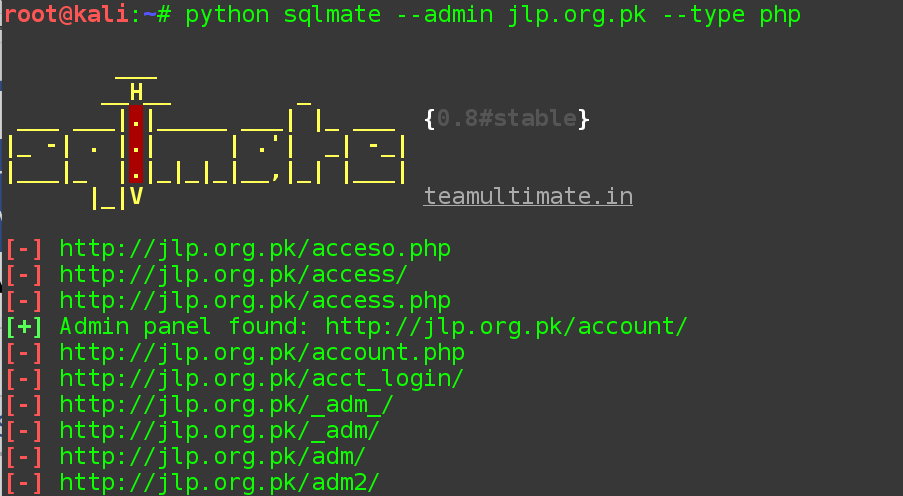 root@kali:~# python sqlmate --admin jlp.org.pk --type php
{0.8#stable}
teamultimate.in
[-] http://jlp.org.pk/acceso.php
[-] http://jlp.org.pk/access/
[-] http://jlp.org.pk/access.php
[+] Admin panel found: http://jlp.org.pk/account/
[-] http://jlp.org.pk/account.php
[-] http://jlp.org.pk/acct_login/
[-] http://jlp.org.pk/_adm_/
[-] http://jlp.org.pk/_adm/
[-] http://jlp.org.pk/adm/
[-] http://jlp.org.pk/adm2/